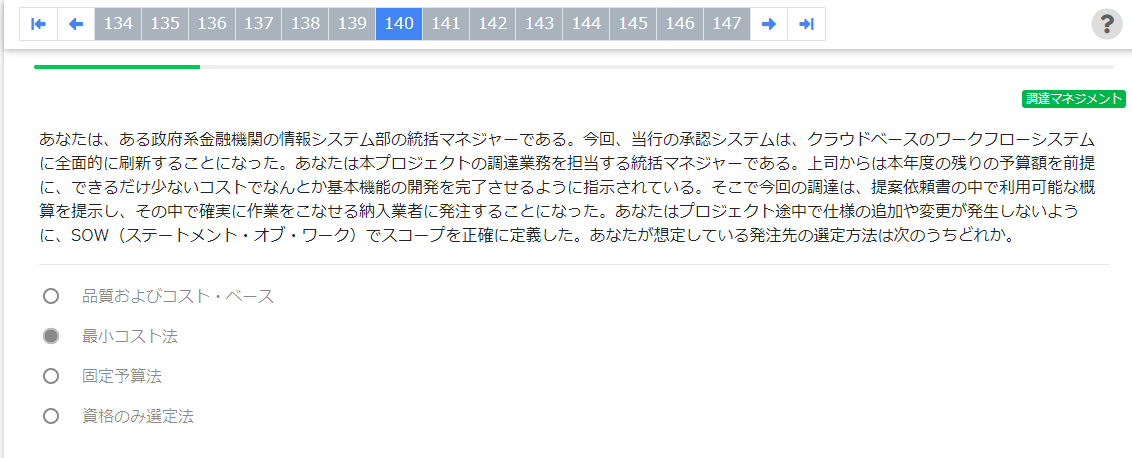 134 135 136 137 138 139 140 141 142 143 144 145 146 147 ?
調達マネジメント
あなたは、ある政府系金融機関の情報システム部の統括マネジャーである。今回、当行の承認システムは、クラウドベースのワークフローシステム
に全面的に刷新することになった。あなたは本プロジェクトの調達業務を担当する統括マネジャーである。上司からは本年度の残りの予算額を前提
に、できるだけ少ないコストでなんとか基本機能の開発を完了させるように指示されている。そこで今回の調達は、提案依頼書の中で利用可能な概
算を提示し、その中で確実に作業をこなせる納入業者に発注することになった。あなたはプロジェクト途中で仕様の追加や変更が発生しないよう
に、SOW（ステートメント・オブ・ワーク）でスコープを正確に定義した。あなたが想定している発注先の選定方法は次のうちどれか。
品質およびコスト・ベース
最小コスト法
固定予算法
資格のみ選定法